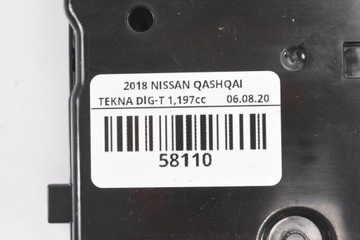 2018 NISSAN QASHQAI
TEKNA DIG-T 1,197cc 06.08.20
58110